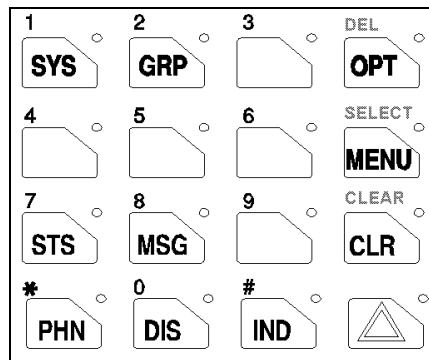 1 2 3 DEL
SYS GRP OPT
4 5 6 SELECT
MENU
7 8 9 CLEAR
STS MSG CLR
* 0 #
PHN DIS IND